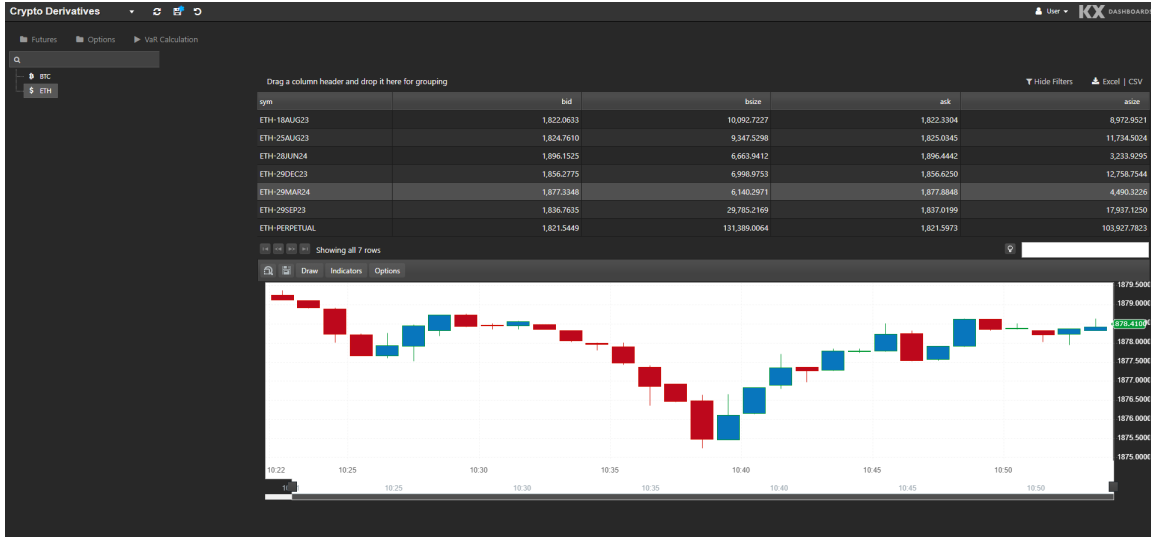 Crypto Derivatives
User
KX DASHBOARDS
Futures Options VaR Calculation
BTC
ETH
Drag a column header and drop it here for grouping
Hide Filters Excel | CSV
sym bid bsize ask asize
ETH-18AUG23 1,822.0633 10,092.7227 1,822.3304 8,972.9521
ETH-25AUG23 1,824.7610 9,347.5298 1,825.0345 11,734.5024
ETH-28JUN24 1,896.1525 6,663.9412 1,896.4442 3,233.9295
ETH-29DEC23 1,856.2775 6,998.9753 1,856.6250 12,758.7544
ETH-29MAR24 1,877.3348 6,140.2971 1,877.8848 4,490.3226
ETH-29SEP23 1,836.7635 29,785.2169 1,837.0199 17,937.1250
ETH-PERPETUAL 1,821.5449 131,389.0064 1,821.5973 103,927.7823
Showing all 7 rows
Draw Indicators Options
1879.5000
1879.0000
1878.4100
1878.0000
1877.5000
1877.0000
1876.5000
1876.0000
1875.5000
1875.0000
10:22 10:25 10:30 10:35 10:40 10:45 10:50
10:25 10:30 10:35 10:40 10:45 10:50